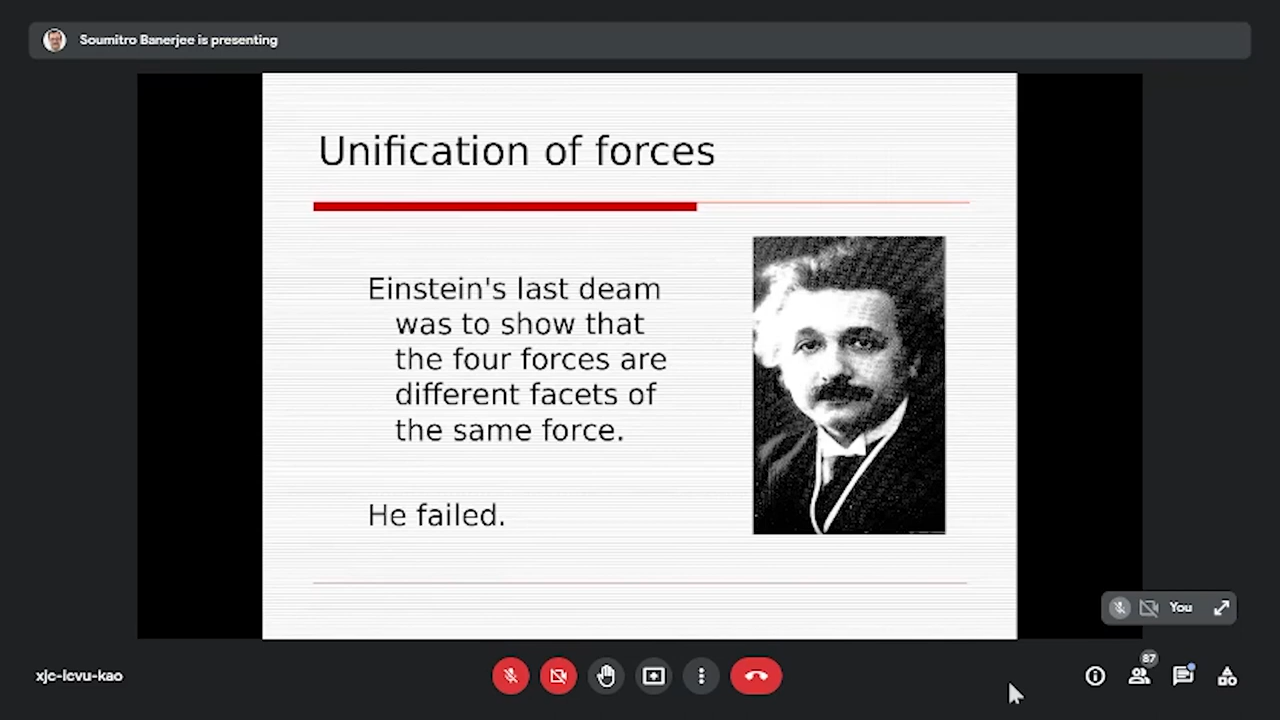 Soumitro Banerjee is presenting
Unification of forces
Einstein's last deam
was to show that
the four forces are
different facets of
the same force.
He failed.
You
xjc-lcvu-kao
87